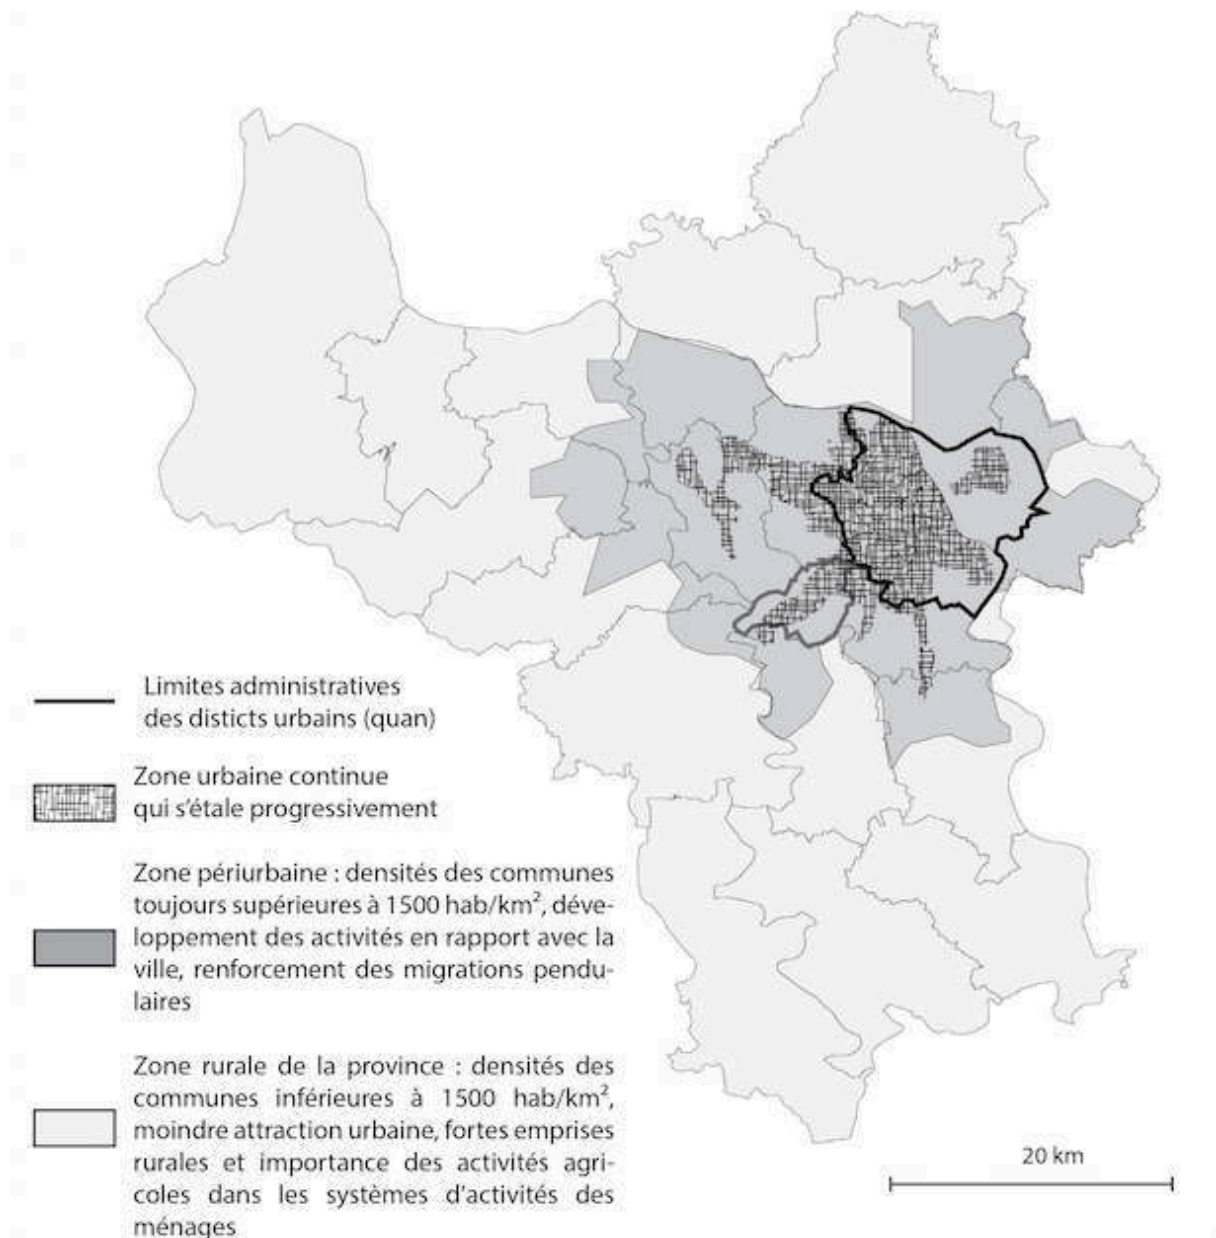 Limites administratives
des disticts urbains (quan)
Zone urbaine continue
qui s'étale progressivement
Zone périurbaine : densités des communes
toujours supérieures à 1500 hab/km², déve-
loppement des activités en rapport avec la
ville, renforcement des migrations pendu-
laires
Zone rurale de la province : densités des
communes inférieures à 1500 hab/km²,
moindre attraction urbaine, fortes emprises
rurales et importance des activités agri-
coles dans les systèmes d'activités des
ménages
20 km